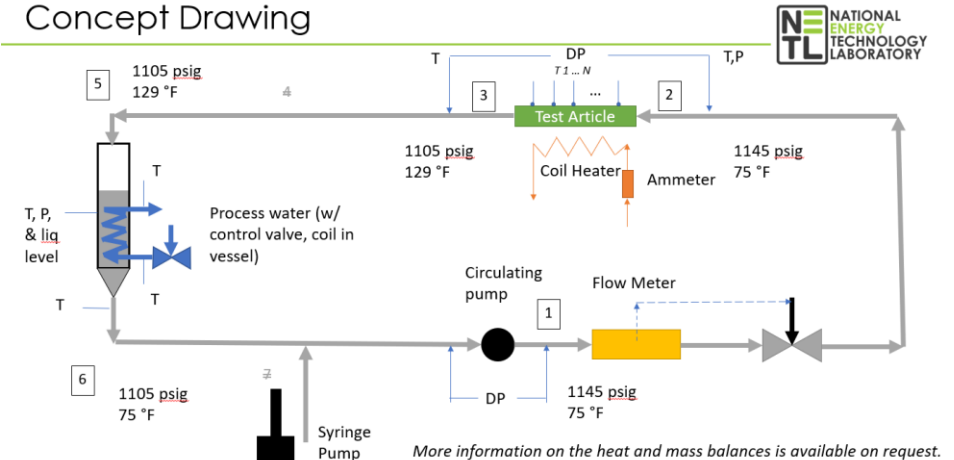 Concept Drawing
NATIONAL
ENERGY
TECHNOLOGY
LABORATORY
NE
TL
T
DP
T,P
T 1 ... N
...
5
1105 psig
129 °F
4
3
2
Test Article
1105 psig
129 °F
Coil Heater
Ammeter
1145 psig
75 °F
T
T, P,
& liq
level
Process water (w/
control valve, coil in
vessel)
T
T
Circulating
pump
Flow Meter
1
6
1105 psig
75 °F
7
DP
1145 psig
75 °F
Syringe
Pump
More information on the heat and mass balances is available on request.